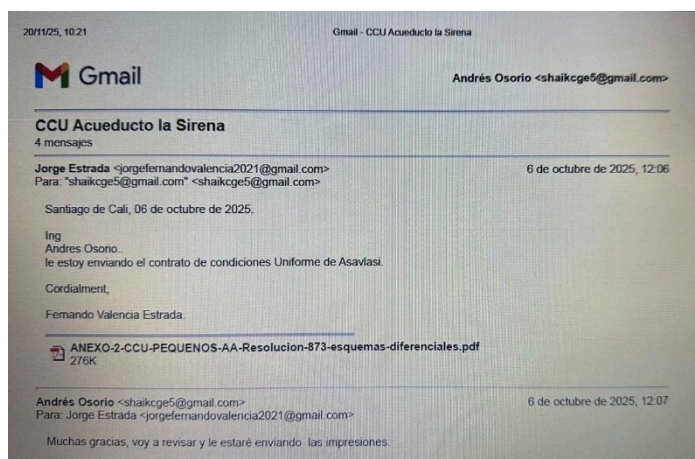 20/11/25, 10:21
Gmail - CCU Acueducto la Sirena
Gmail
Andrés Osorio <shaikcge5@gmail.com>
CCU Acueducto la Sirena
4 mensajes
Jorge Estrada <jorgefernandovalencia2021@gmail.com>
6 de octubre de 2025, 12:06
Para: "shaikcge5@gmail.com" <shaikcge5@gmail.com>
Santiago de Cali, 06 de octubre de 2025.
Ing
Andres Osorio..
le estoy enviando el contrato de condiciones Uniforme de Asavlasi.
Cordialment,
Fernando Valencia Estrada.
ANEXO-2-CCU-PEQUENOS-AA-Resolucion-873-esquemas-diferenciales.pdf
276K
Andrés Osorio <shaikcge5@gmail.com>
6 de octubre de 2025, 12:07
Para: Jorge Estrada <jorgefernandovalencia2021@gmail.com>
Muchas gracias, voy a revisar y le estaré enviando las impresiones.